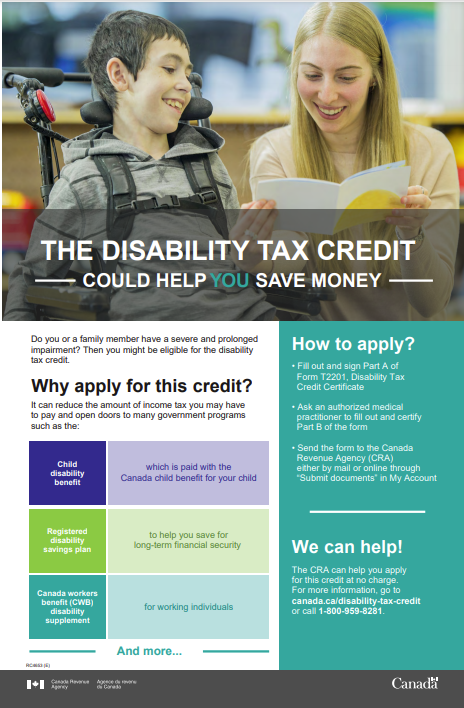 THE DISABILITY TAX CREDIT
COULD HELP YOU SAVE MONEY
Do you or a family member have a severe and prolonged
impairment? Then you might be eligible for the disability
tax credit.
Why apply for this credit?
It can reduce the amount of income tax you may have
to pay and open doors to many government programs
such as the:
Child
disability
benefit
which is paid with the
Canada child benefit for your child
Registered
disability
savings plan
to help you save for
long-term financial security
Canada workers
benefit (CWB)
disability
supplement
for working individuals
And more...
RC4653 (E)
How to apply?
• Fill out and sign Part A of
Form T2201, Disability Tax
Credit Certificate
• Ask an authorized medical
practitioner to fill out and certify
Part B of the form
• Send the form to the Canada
Revenue Agency (CRA)
either by mail or online through
“Submit documents” in My Account
We can help!
The CRA can help you apply
for this credit at no charge.
For more information, go to
canada.ca/disability-tax-credit
or call 1-800-959-8281.
Canada Revenue
Agency
Agence du revenu
du Canada
Canada